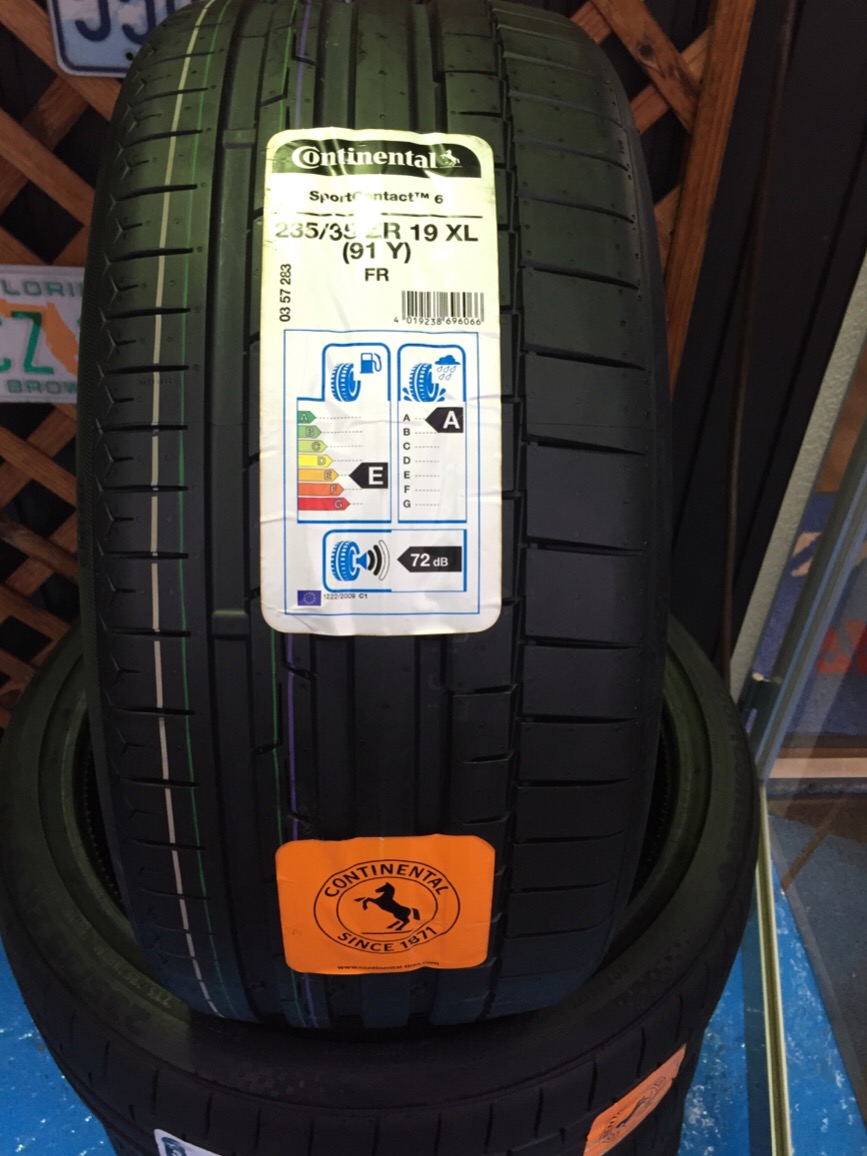 Continental
SportContact™ 6
235/35 ZR 19 XL
(91 Y)
FR
03 57 283
4 019238 696066
A
B
C
D
E
F
G
E
A
B
C
D
E
F
G
A
72 dB
1222/2009 C1
CONTINENTAL
SINCE 1871
BROW